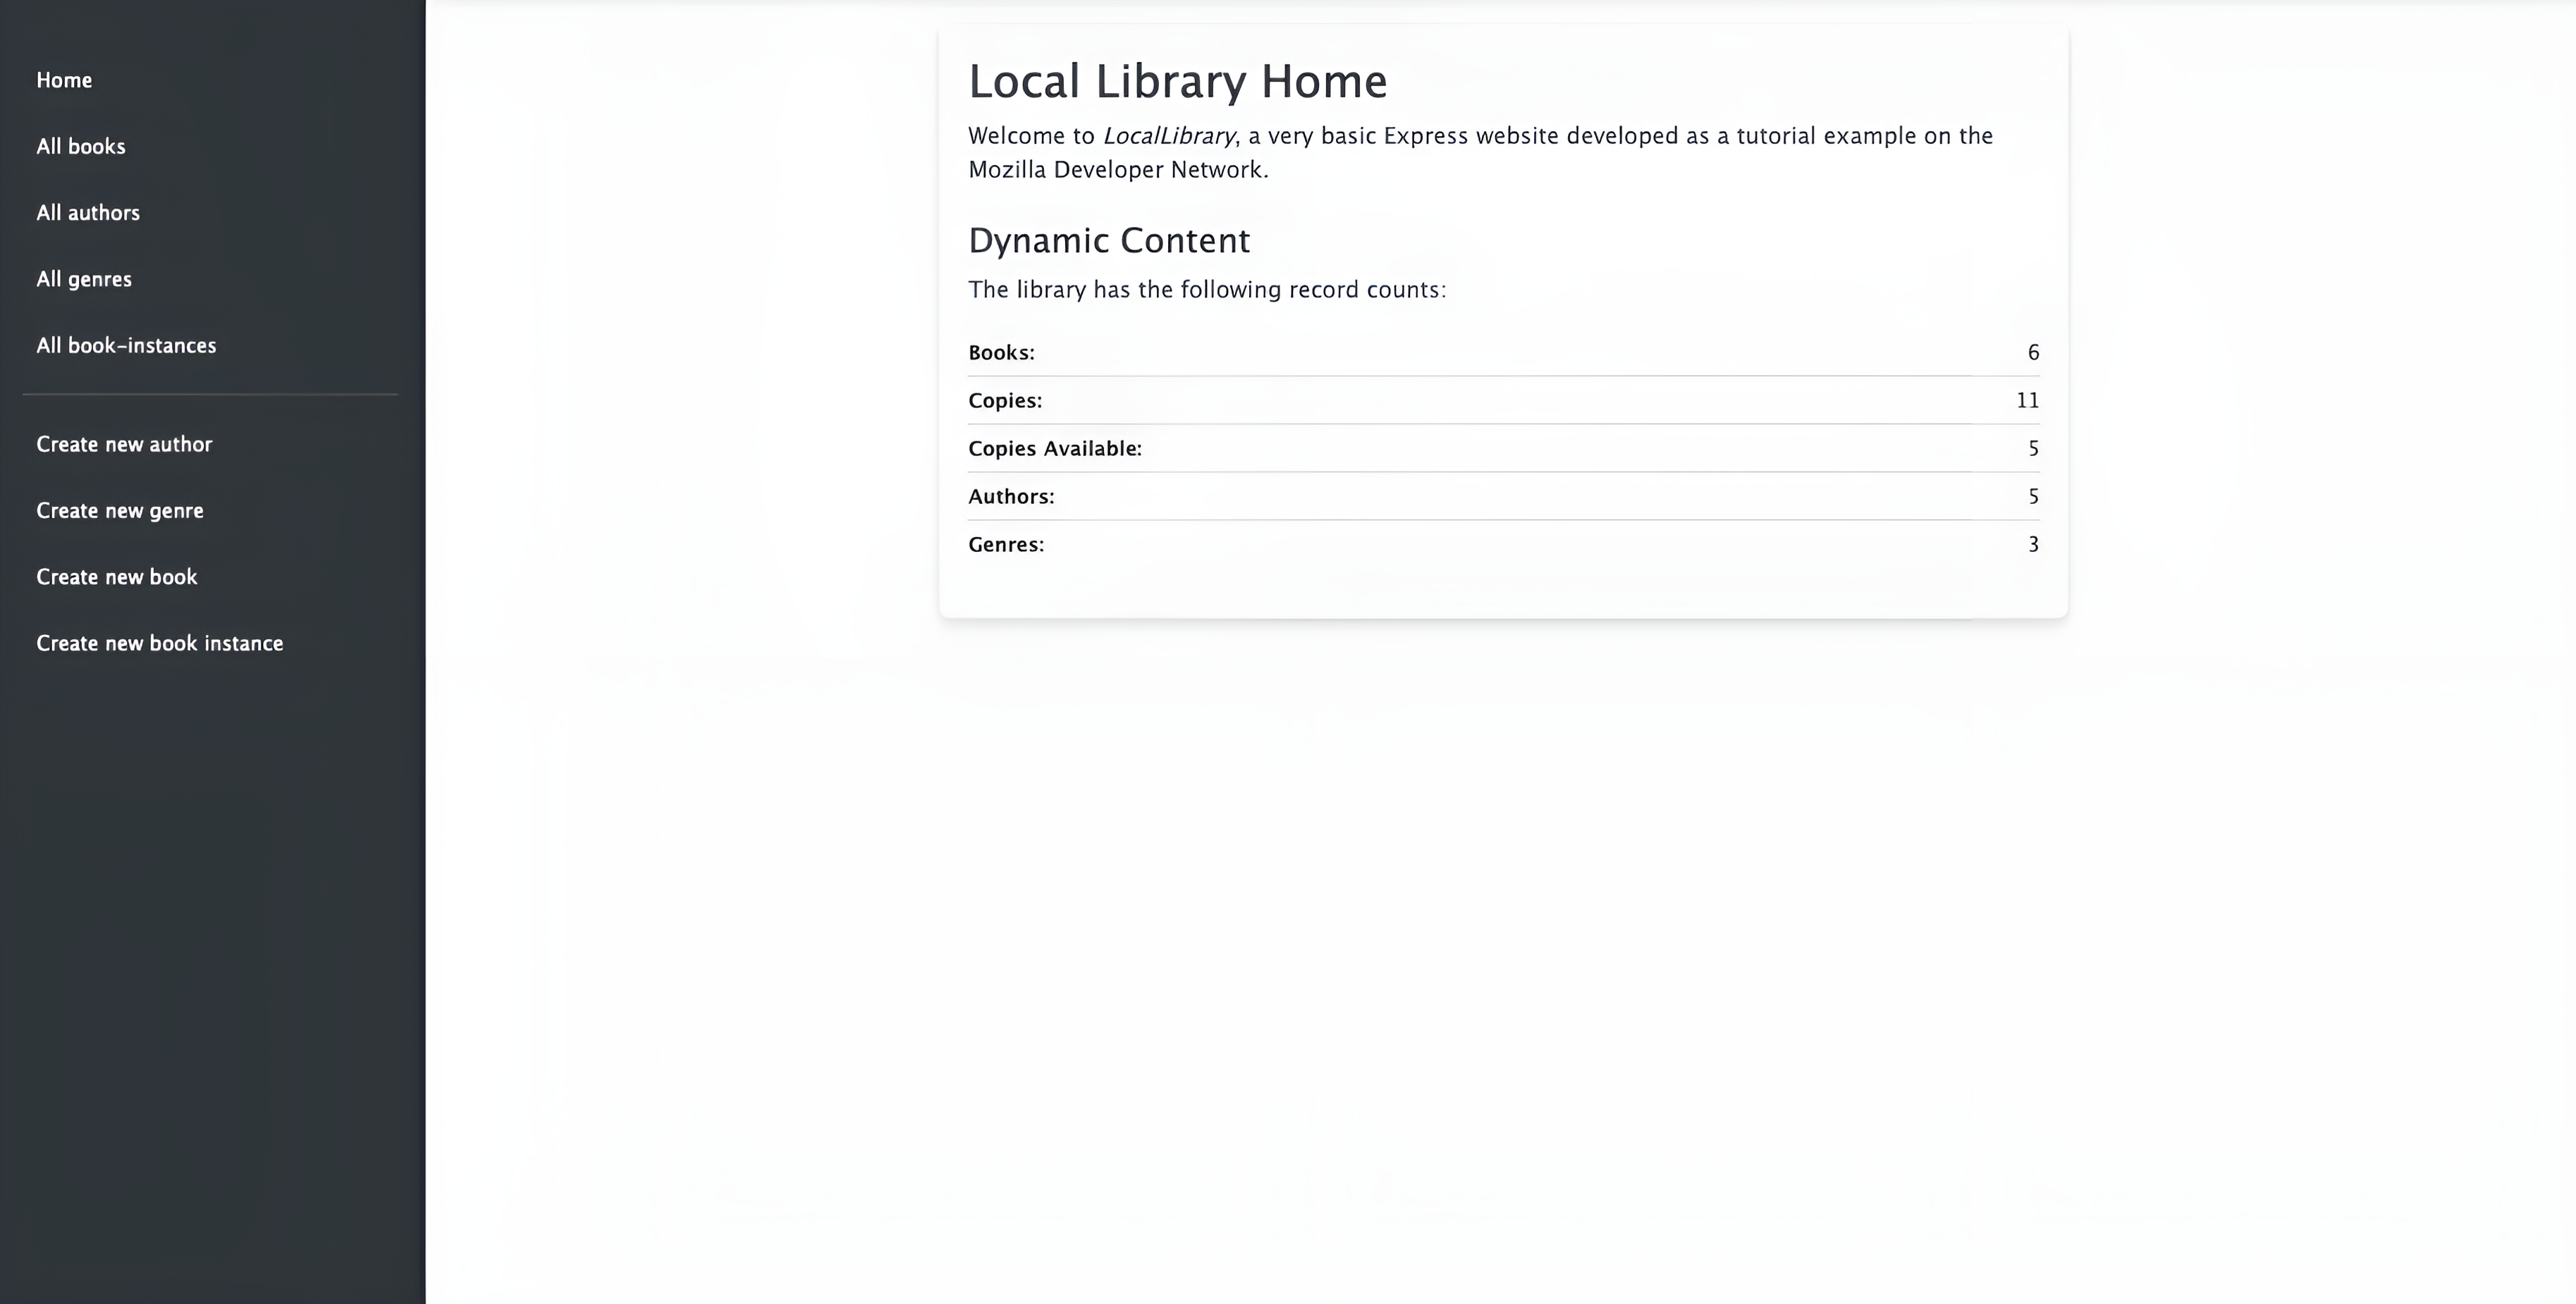 Home
All books
All authors
All genres
All book-instances
Create new author
Create new genre
Create new book
Create new book instance
Local Library Home
Welcome to LocalLibrary, a very basic Express website developed as a tutorial example on the
Mozilla Developer Network.
Dynamic Content
The library has the following record counts:
Books: 6
Copies: 11
Copies Available: 5
Authors: 5
Genres: 3